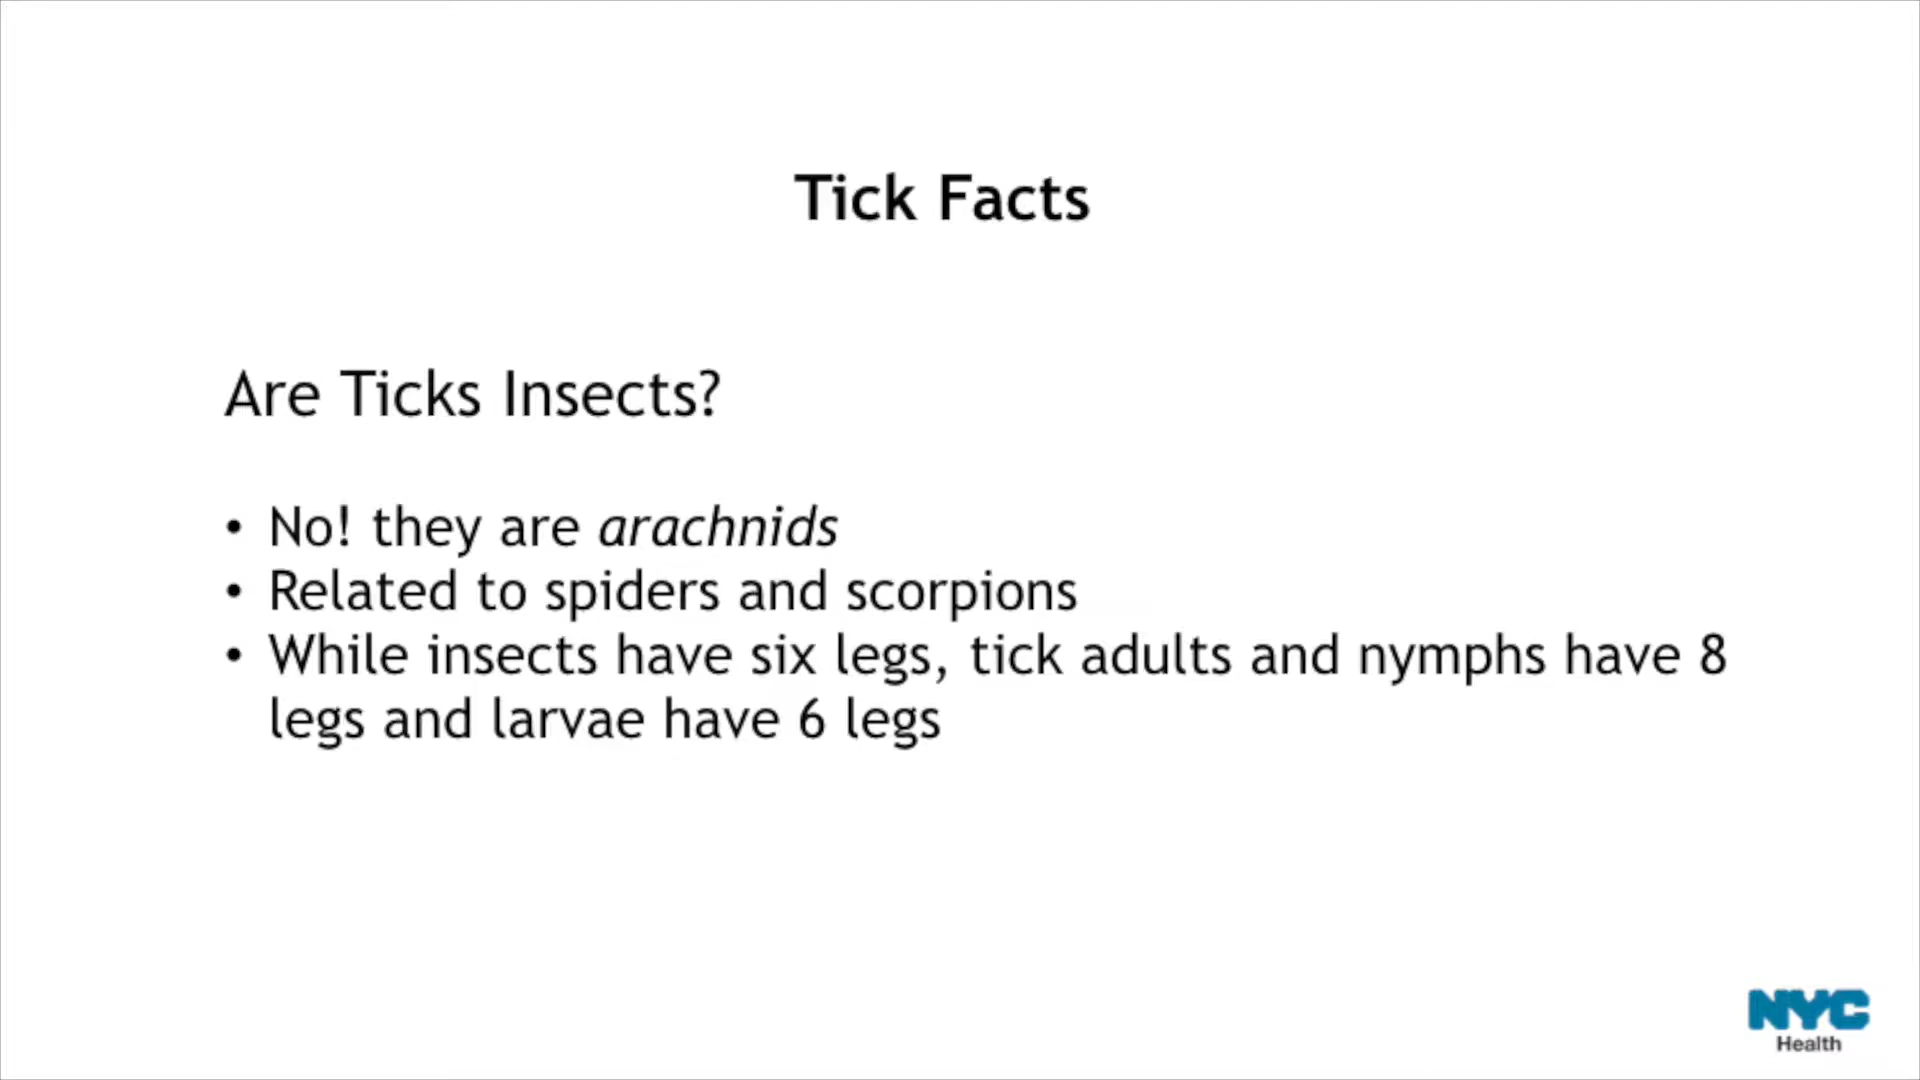 Tick Facts
Are Ticks Insects?
• No! they are arachnids
• Related to spiders and scorpions
• While insects have six legs, tick adults and nymphs have 8
legs and larvae have 6 legs
NYC
Health